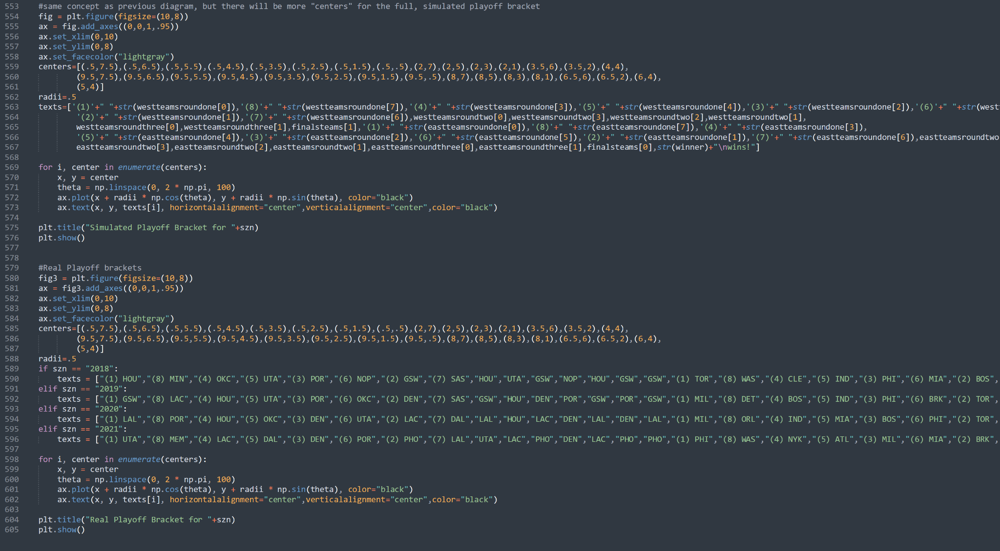 553 #same concept as previous diagram, but there will be more "centers" for the full, simulated playoff bracket
554 fig = plt.figure(figsize=(10,8))
555 ax = fig.add_axes((0,0,1,.95))
556 ax.set_xlim(0,10)
557 ax.set_ylim(0,8)
558 ax.set_facecolor("lightgray")
559 centers=[(.5,7.5),(.5,6.5),(.5,5.5),(.5,4.5),(.5,3.5),(.5,2.5),(.5,1.5),(.5,.5),(2,7),(2,5),(2,3),(2,1),(3.5,6),(3.5,2),(4,4),
560 (9.5,7.5),(9.5,6.5),(9.5,5.5),(9.5,4.5),(9.5,3.5),(9.5,2.5),(9.5,1.5),(9.5,.5),(8,7),(8,5),(8,3),(8,1),(6.5,6),(6.5,2),(6,4),
561 (5,4)]
562 radii=.5
563 texts=['(1)'+" "+str(westteamsroundone[0]),'(8)'+" "+str(westteamsroundone[7]),'(4)'+" "+str(westteamsroundone[3]),'(5)'+" "+str(westteamsroundone[4]),'(3)'+" "+str(westteamsroundone[2]),'(6)'+" "+str(west
564 '(2)'+" "+str(westteamsroundone[1]),'(7)'+" "+str(westteamsroundone[6]),westteamsroundtwo[0],westteamsroundtwo[3],westteamsroundtwo[2],westteamsroundtwo[1],
565 westteamsroundthree[0],westteamsroundthree[1],finalsteams[1],'(1)'+" "+str(eastteamsroundone[0]),'(8)'+" "+str(eastteamsroundone[7]),'(4)'+" "+str(eastteamsroundone[3]),
566 '(5)'+" "+str(eastteamsroundone[4]),'(3)'+" "+str(eastteamsroundone[2]),'(6)'+" "+str(eastteamsroundone[5]),'(2)'+" "+str(eastteamsroundone[1]),'(7)'+" "+str(eastteamsroundone[6]),eastteamsroundtwo
567 eastteamsroundtwo[3],eastteamsroundtwo[2],eastteamsroundtwo[1],eastteamsroundthree[0],eastteamsroundthree[1],finalsteams[0],str(winner)+"\nwins!"]
568
569 for i, center in enumerate(centers):
570 x, y = center
571 theta = np.linspace(0, 2 * np.pi, 100)
572 ax.plot(x + radii * np.cos(theta), y + radii * np.sin(theta), color="black")
573 ax.text(x, y, texts[i], horizontalalignment="center",verticalalignment="center",color="black")
574
575 plt.title("Simulated Playoff Bracket for "+szn)
576 plt.show()
577
578
579 #Real Playoff brackets
580 fig3 = plt.figure(figsize=(10,8))
581 ax = fig3.add_axes((0,0,1,.95))
582 ax.set_xlim(0,10)
583 ax.set_ylim(0,8)
584 ax.set_facecolor("lightgray")
585 centers=[(.5,7.5),(.5,6.5),(.5,5.5),(.5,4.5),(.5,3.5),(.5,2.5),(.5,1.5),(.5,.5),(2,7),(2,5),(2,3),(2,1),(3.5,6),(3.5,2),(4,4),
586 (9.5,7.5),(9.5,6.5),(9.5,5.5),(9.5,4.5),(9.5,3.5),(9.5,2.5),(9.5,1.5),(9.5,.5),(8,7),(8,5),(8,3),(8,1),(6.5,6),(6.5,2),(6,4),
587 (5,4)]
588 radii=.5
589 if szn == "2018":
590 texts = ["(1) HOU","(8) MIN","(4) OKC","(5) UTA","(3) POR","(6) NOP","(2) GSW","(7) SAS","HOU","UTA","GSW","NOP","HOU","GSW","GSW","(1) TOR","(8) WAS","(4) CLE","(5) IND","(3) PHI","(6) MIA","(2) BOS",
591 elif szn == "2019":
592 texts = ["(1) GSW","(8) LAC","(4) HOU","(5) UTA","(3) POR","(6) OKC","(2) DEN","(7) SAS","GSW","HOU","DEN","POR","GSW","POR","GSW","(1) MIL","(8) DET","(4) BOS","(5) IND","(3) PHI","(6) BRK","(2) TOR",
593 elif szn == "2020":
594 texts = ["(1) LAL","(8) POR","(4) HOU","(5) OKC","(3) DEN","(6) UTA","(2) LAC","(7) DAL","LAL","HOU","LAC","DEN","LAL","DEN","LAL","(1) MIL","(8) ORL","(4) IND","(5) MIA","(3) BOS","(6) PHI","(2) TOR",
595 elif szn == "2021":
596 texts = ["(1) UTA","(8) MEM","(4) LAC","(5) DAL","(3) DEN","(6) POR","(2) PHO","(7) LAL","UTA","LAC","PHO","DEN","LAC","PHO","PHO","(1) PHI","(8) WAS","(4) NYK","(5) ATL","(3) MIL","(6) MIA","(2) BRK",
597
598 for i, center in enumerate(centers):
599 x, y = center
600 theta = np.linspace(0, 2 * np.pi, 100)
601 ax.plot(x + radii * np.cos(theta), y + radii * np.sin(theta), color="black")
602 ax.text(x, y, texts[i], horizontalalignment="center",verticalalignment="center",color="black")
603
604 plt.title("Real Playoff Bracket for "+szn)
605 plt.show()